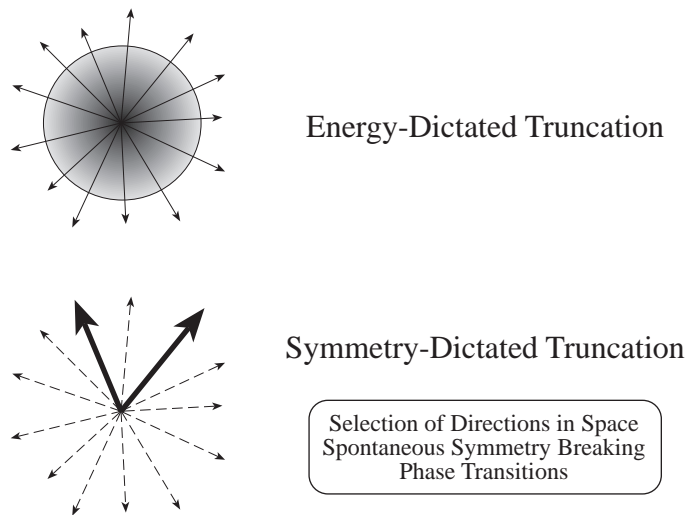 Energy-Dictated Truncation
Symmetry-Dictated Truncation
Selection of Directions in Space
Spontaneous Symmetry Breaking
Phase Transitions